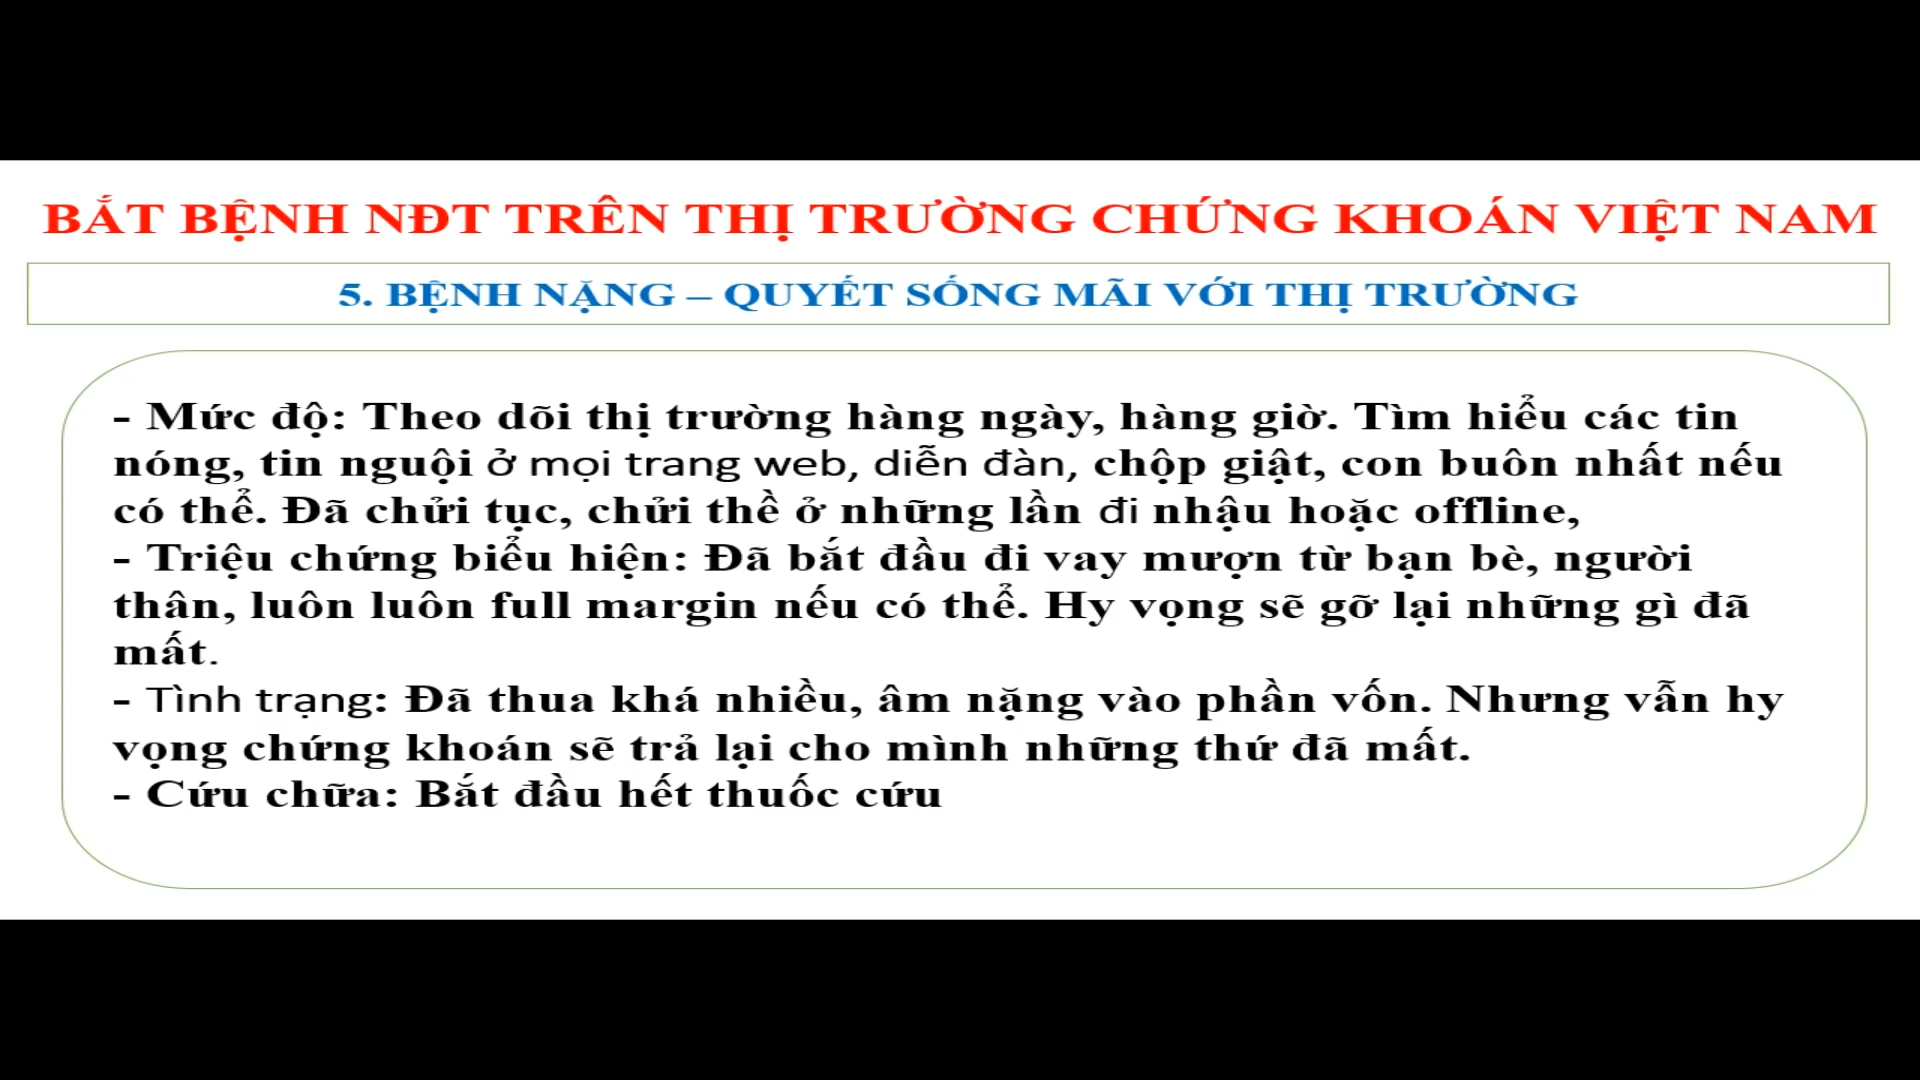 BẮT BỆNH NĐT TRÊN THỊ TRƯỜNG CHỨNG KHOÁN VIỆT NAM
5. BỆNH NẶNG – QUYẾT SỐNG MÃI VỚI THỊ TRƯỜNG
- Mức độ: Theo dõi thị trường hàng ngày, hàng giờ. Tìm hiểu các tin
nóng, tin nguội ở mọi trang web, diễn đàn, chộp giật, con buôn nhất nếu
có thể. Đã chửi tục, chửi thề ở những lần đi nhậu hoặc offline,
- Triệu chứng biểu hiện: Đã bắt đầu đi vay mượn từ bạn bè, người
thân, luôn luôn full margin nếu có thể. Hy vọng sẽ gỡ lại những gì đã
mất.
- Tình trạng: Đã thua khá nhiều, âm nặng vào phần vốn. Nhưng vẫn hy
vọng chứng khoán sẽ trả lại cho mình những thứ đã mất.
- Cứu chữa: Bắt đầu hết thuốc cứu